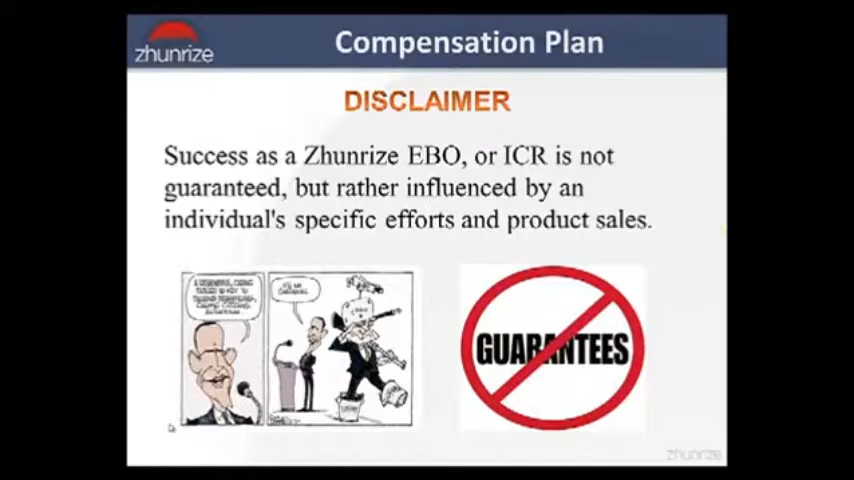 zhunrize
Compensation Plan
DISCLAIMER
Success as a Zhunrize EBO, or ICR is not
guaranteed, but rather influenced by an
individual's specific efforts and product sales.
GUARANTEES
zhunrize